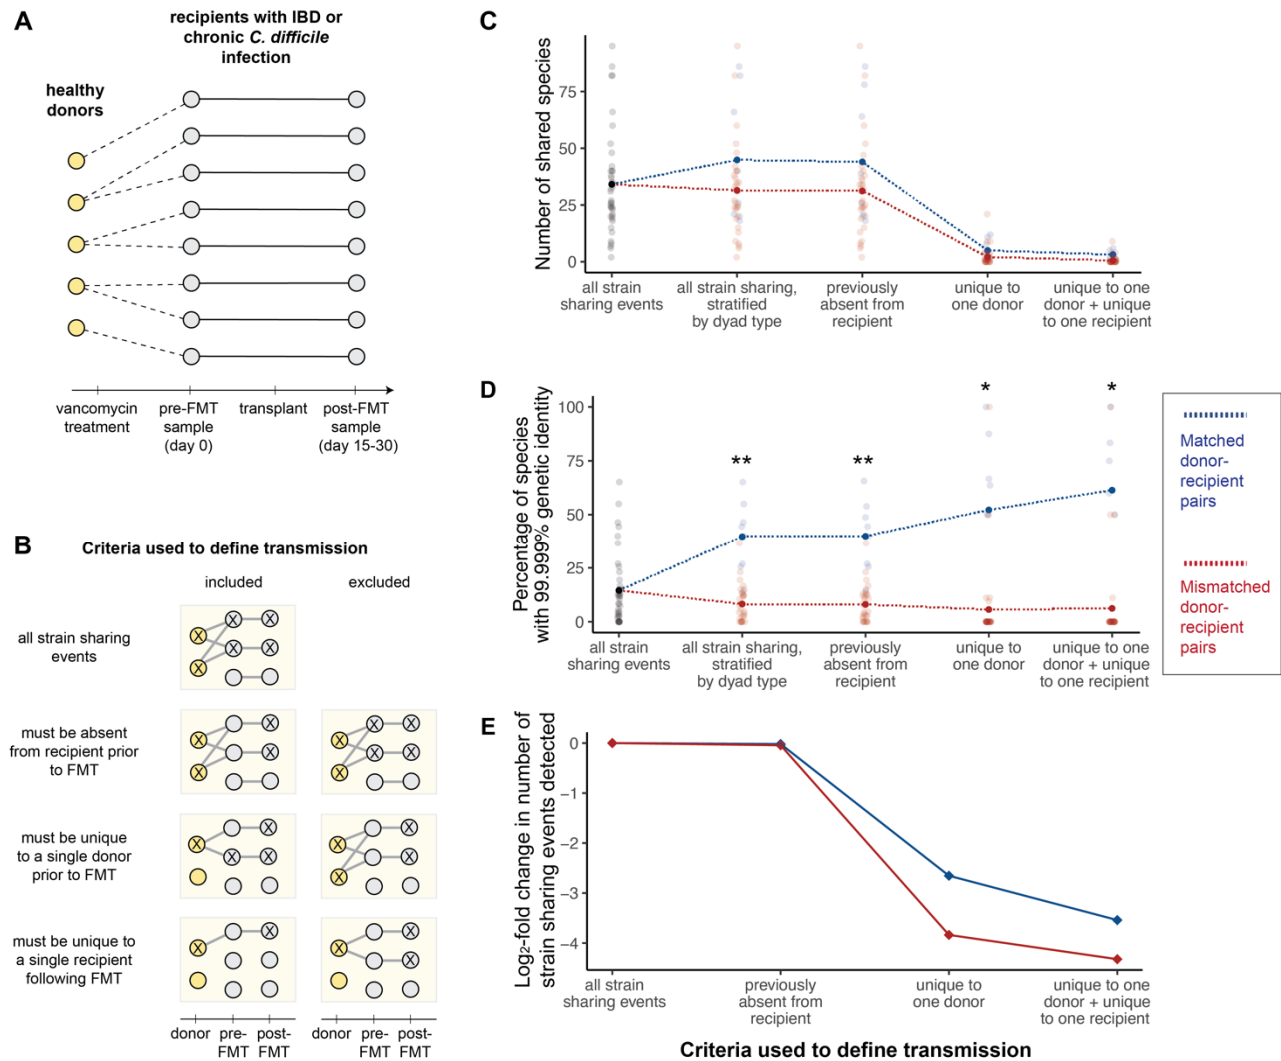 A
recipients with IBD or
chronic C. difficile
infection
healthy
donors
vancomycin
treatment
pre-FMT
sample
(day 0)
transplant
post-FMT
sample
(day 15-30)
B
Criteria used to define transmission
included
excluded
all strain sharing
events
X X X
X X X
must be absent
from recipient prior
to FMT
X X
X X
X X X
X X X
must be unique
to a single donor
prior to FMT
X
X X X
X X
X X
must be unique to
a single recipient
following FMT
X
X
X
X
X
donor
pre-
FMT
post-
FMT
donor
pre-
FMT
post-
FMT
C
Number of shared species
75
50
25
0
all strain
sharing events
all strain sharing,
stratified
by dyad type
previously
absent from
recipient
unique to
one donor
unique to one
donor + unique
to one recipient
D
Percentage of species
with 99.999% genetic identity
100
75
50
25
0
**
**
*
*
all strain
sharing events
all strain sharing,
stratified
by dyad type
previously
absent from
recipient
unique to
one donor
unique to one
donor + unique
to one recipient
Matched
donor-
recipient
pairs
Mismatched
donor-
recipient
pairs
E
Log2-fold change in number of
strain sharing events detected
0
−1
−2
−3
−4
all strain
sharing events
previously
absent from
recipient
unique to
one donor
unique to one
donor + unique
to one recipient
Criteria used to define transmission